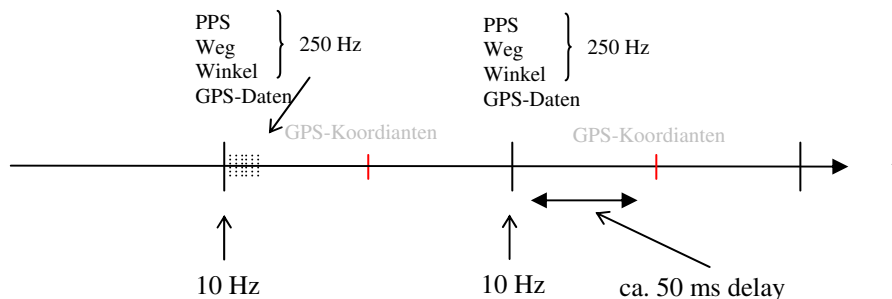 PPS
Weg
Winkel
250 Hz
GPS-Daten
PPS
Weg
Winkel
250 Hz
GPS-Daten
GPS-Koordianten
GPS-Koordianten
10 Hz
10 Hz
ca. 50 ms delay